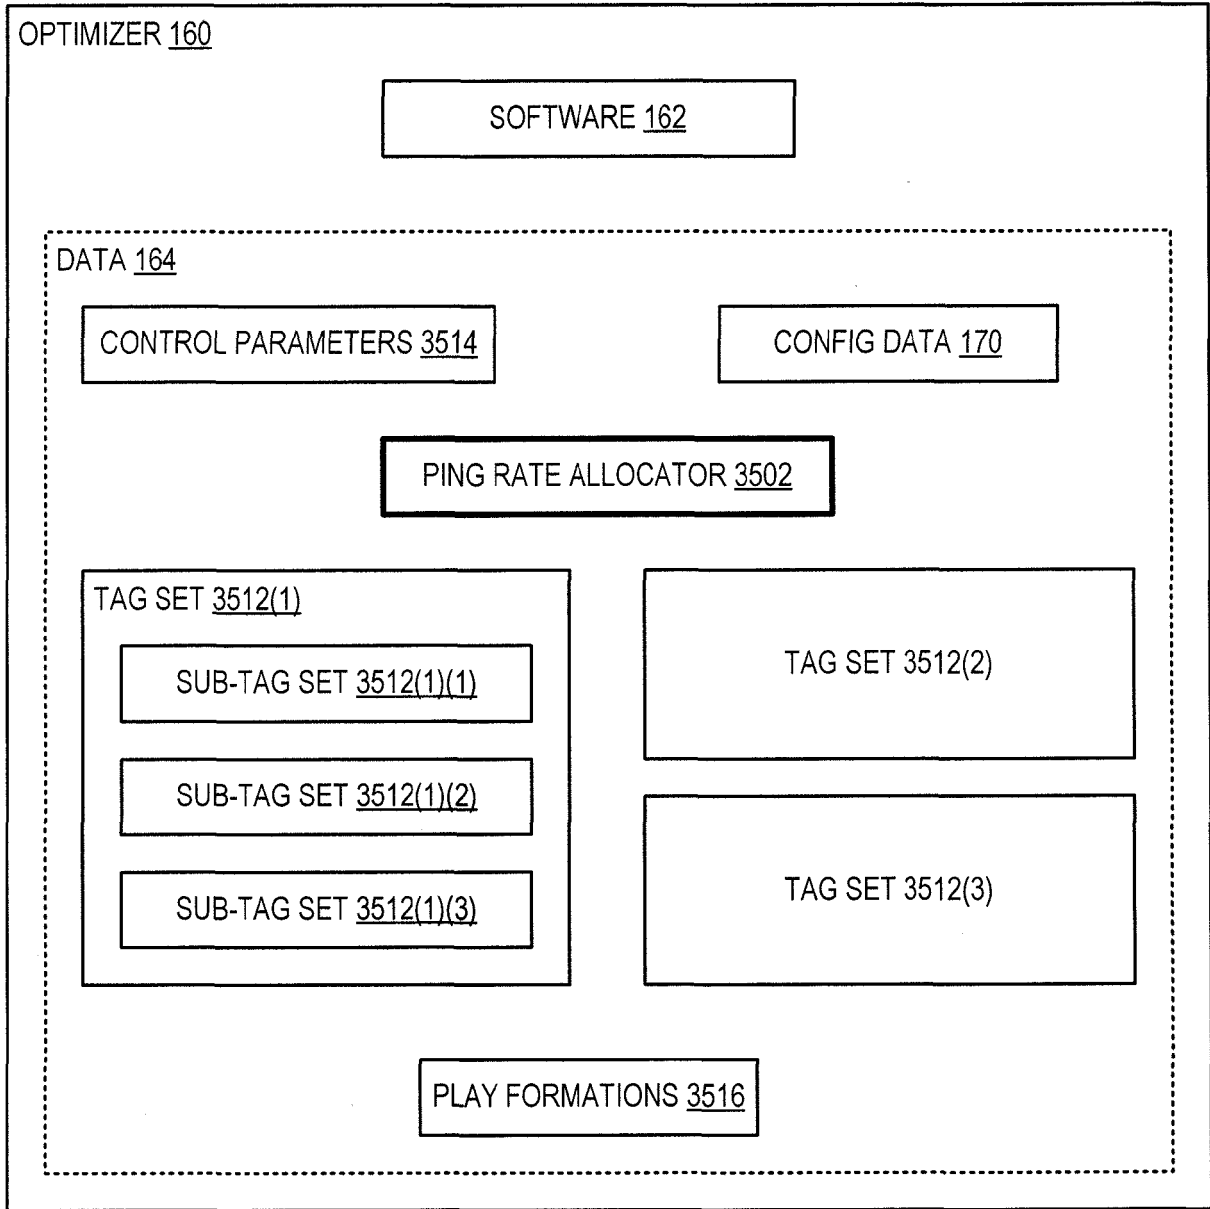 OPTIMIZER 160
SOFTWARE 162
DATA 164
CONTROL PARAMETERS 3514
CONFIG DATA 170
PING RATE ALLOCATOR 3502
TAG SET 3512(1)
SUB-TAG SET 3512(1)(1)
SUB-TAG SET 3512(1)(2)
SUB-TAG SET 3512(1)(3)
TAG SET 3512(2)
TAG SET 3512(3)
PLAY FORMATIONS 3516